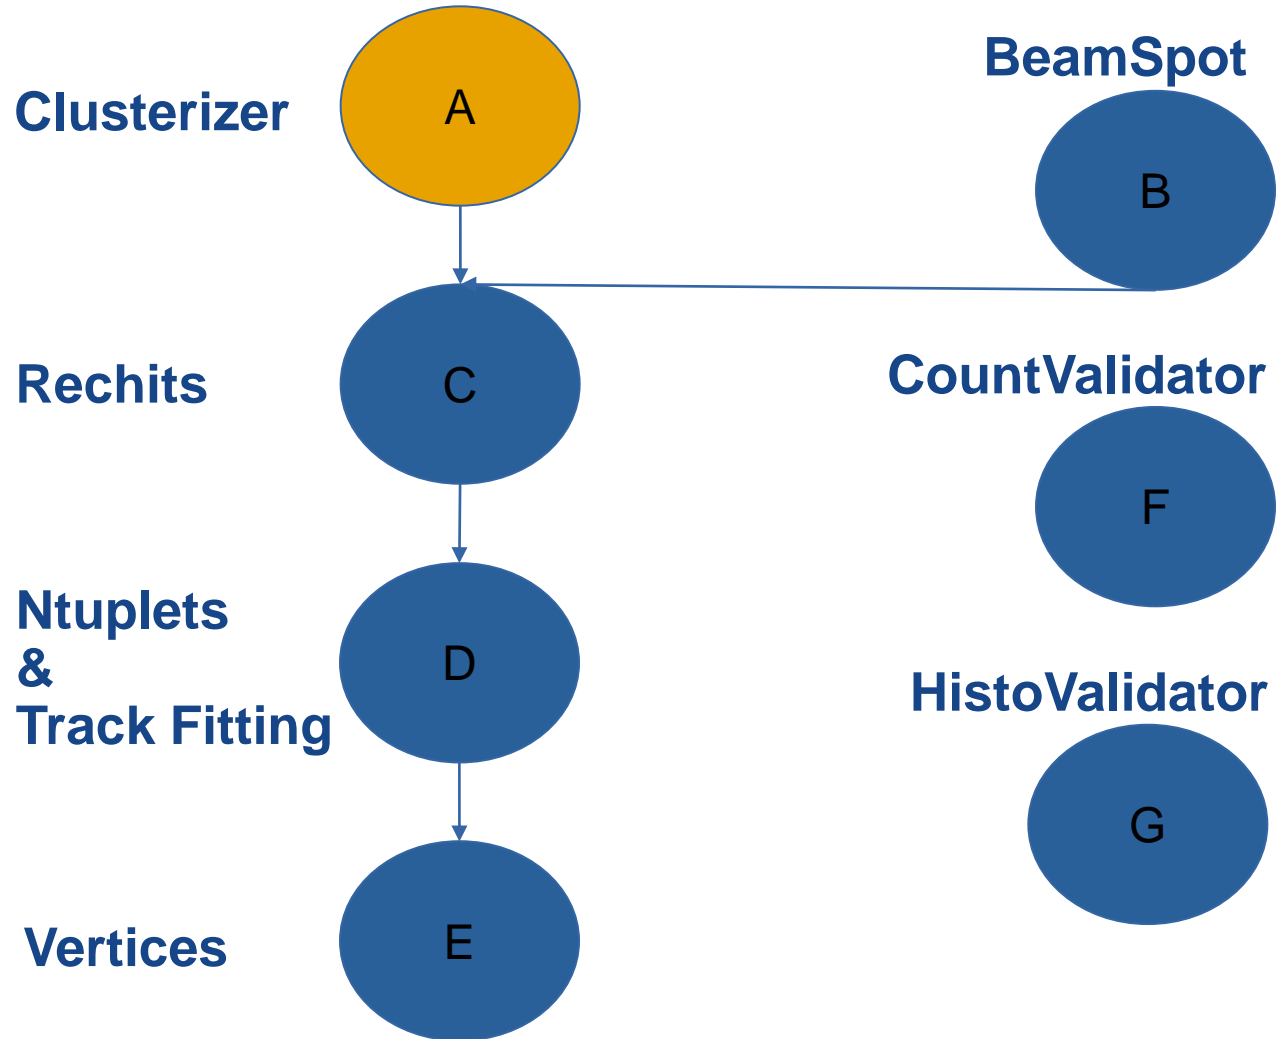 Clusterizer
A
BeamSpot
B
Rechits
C
CountValidator
F
Ntuplets
&
Track Fitting
D
HistoValidator
G
Vertices
E